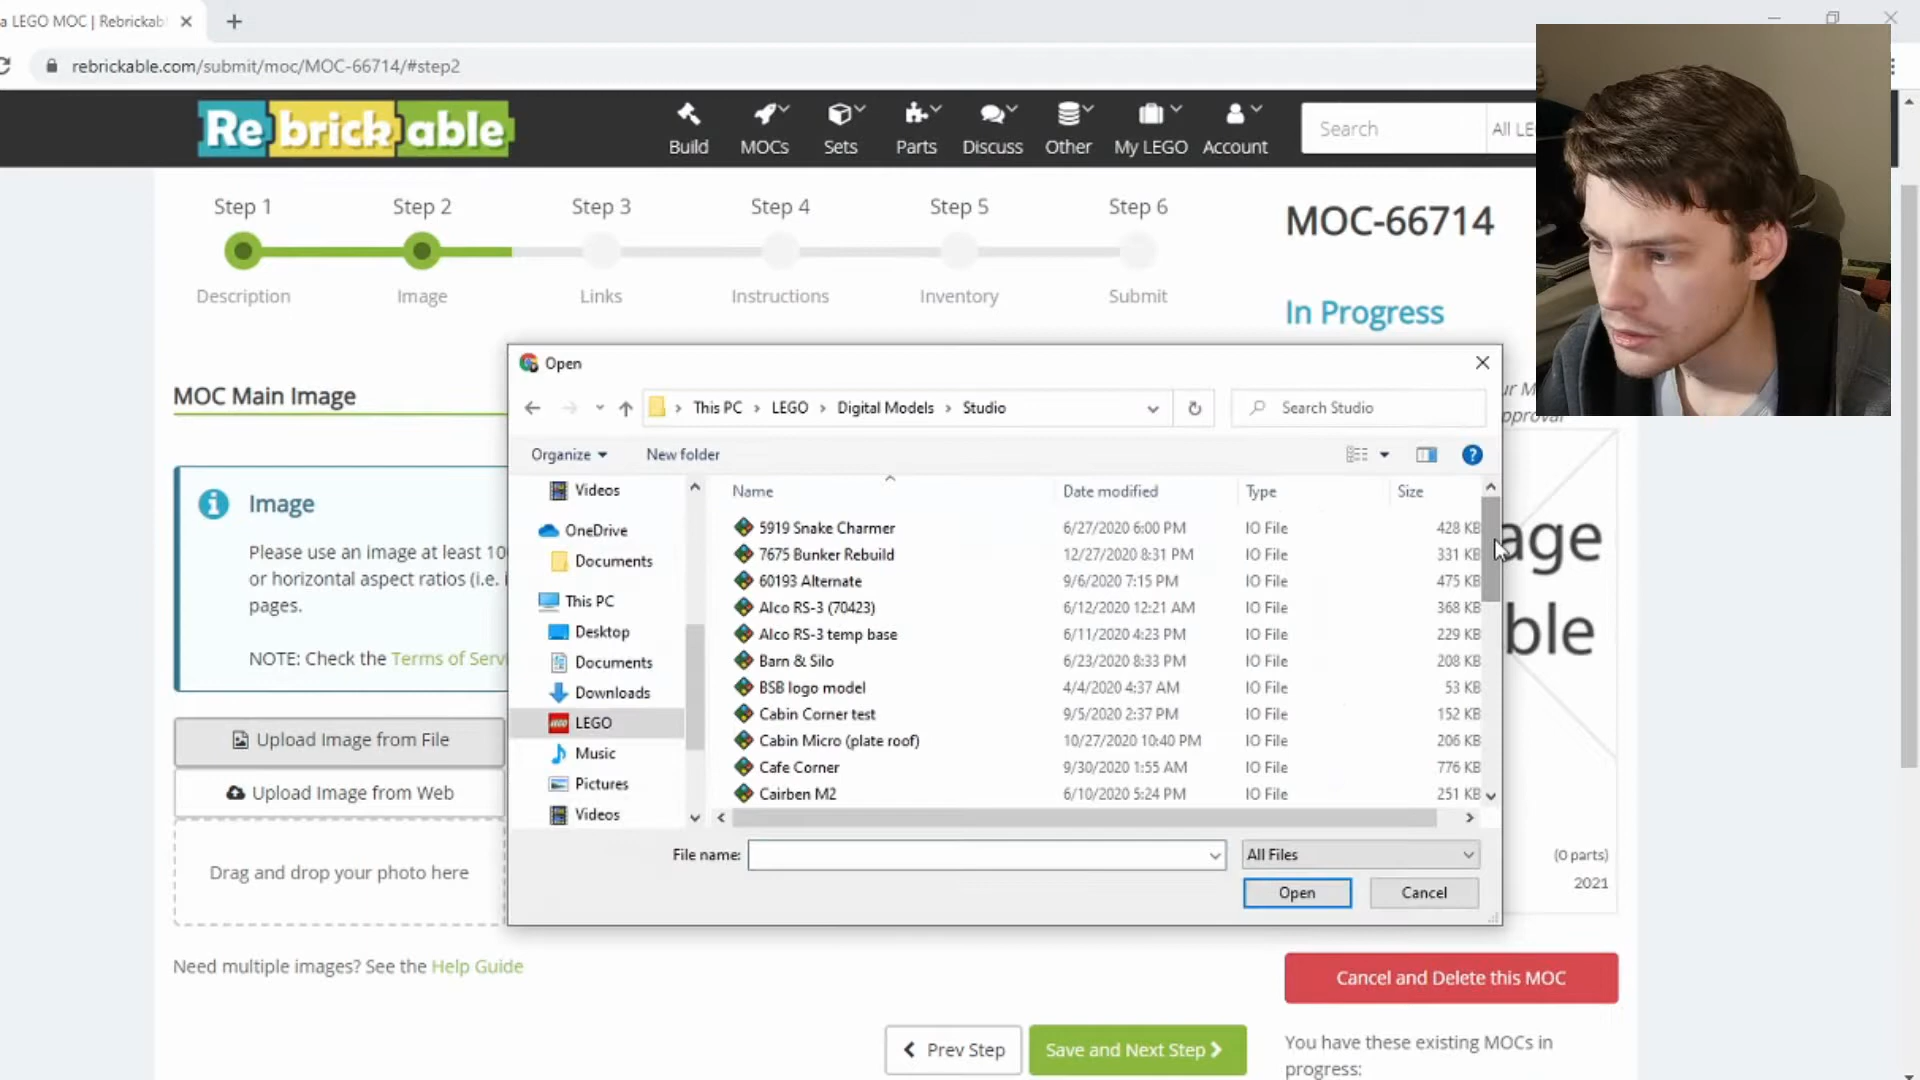 a LEGO MOC | Rebrickab
rebrickable.com/submit/moc/MOC-66714/#step2
Rebrickable
Build
MOCs
Sets
Parts
Discuss
Other
My LEGO
Account
Search
All LE
Step 1
Step 2
Step 3
Step 4
Step 5
Step 6
Description
Image
Links
Instructions
Inventory
Submit
MOC-66714
In Progress
MOC Main Image
Image
Please use an image at least 10
or horizontal aspect ratios (i.e. i
pages.
NOTE: Check the Terms of Servi
Upload Image from File
Upload Image from Web
Drag and drop your photo here
Need multiple images? See the Help Guide
Open
This PC > LEGO > Digital Models > Studio
Search Studio
Organize
New folder
Videos
OneDrive
Documents
This PC
Desktop
Documents
Downloads
LEGO
Music
Pictures
Videos
Name Date modified Type Size
5919 Snake Charmer 6/27/2020 6:00 PM IO File 428 KB
7675 Bunker Rebuild 12/27/2020 8:31 PM IO File 331 KB
60193 Alternate 9/6/2020 7:15 PM IO File 475 KB
Alco RS-3 (70423) 6/12/2020 12:21 AM IO File 368 KB
Alco RS-3 temp base 6/11/2020 4:23 PM IO File 229 KB
Barn & Silo 6/23/2020 8:33 PM IO File 208 KB
BSB logo model 4/4/2020 4:37 AM IO File 53 KB
Cabin Corner test 9/5/2020 2:37 PM IO File 152 KB
Cabin Micro (plate roof) 10/27/2020 10:40 PM IO File 206 KB
Cafe Corner 9/30/2020 1:55 AM IO File 776 KB
Cairben M2 6/10/2020 5:24 PM IO File 251 KB
File name:
All Files
Open
Cancel
ur M
pproval
age
ble
(0 parts)
2021
Cancel and Delete this MOC
Prev Step
Save and Next Step
You have these existing MOCs in
progress: